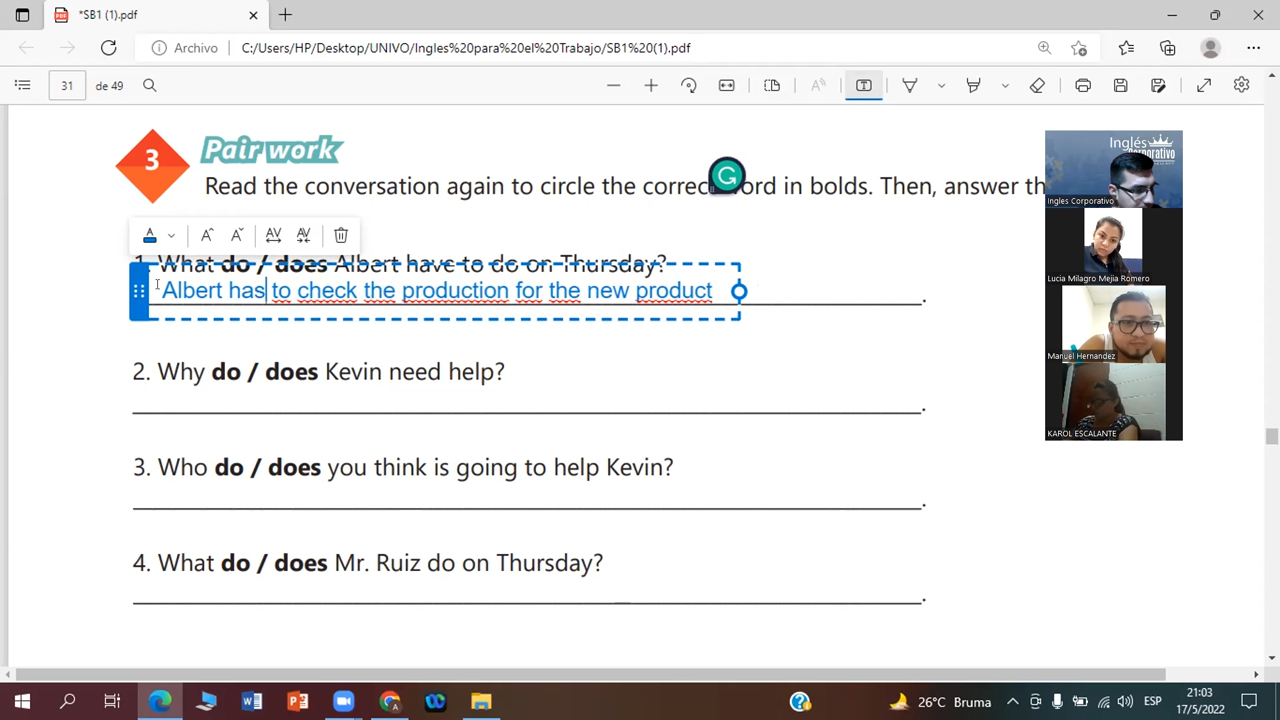 *SB1 (1).pdf
Archivo C:/Users/HP/Desktop/UNIVO/Ingles%20para%20el%20Trabajo/SB1%20(1).pdf
31 de 49
3 Pair work
Read the conversation again to circle the correct word in bolds. Then, answer th
1. What do / does Albert have to do on Thursday?
Albert has to check the production for the new product
.
2. Why do / does Kevin need help?
.
3. Who do / does you think is going to help Kevin?
.
4. What do / does Mr. Ruiz do on Thursday?
.
Inglés
Corporativo
Ingles Corporativo
Lucia Milagro Mejia Romero
Manuel Hernandez
KAROL ESCALANTE
26°C Bruma
ESP
21:03
17/5/2022